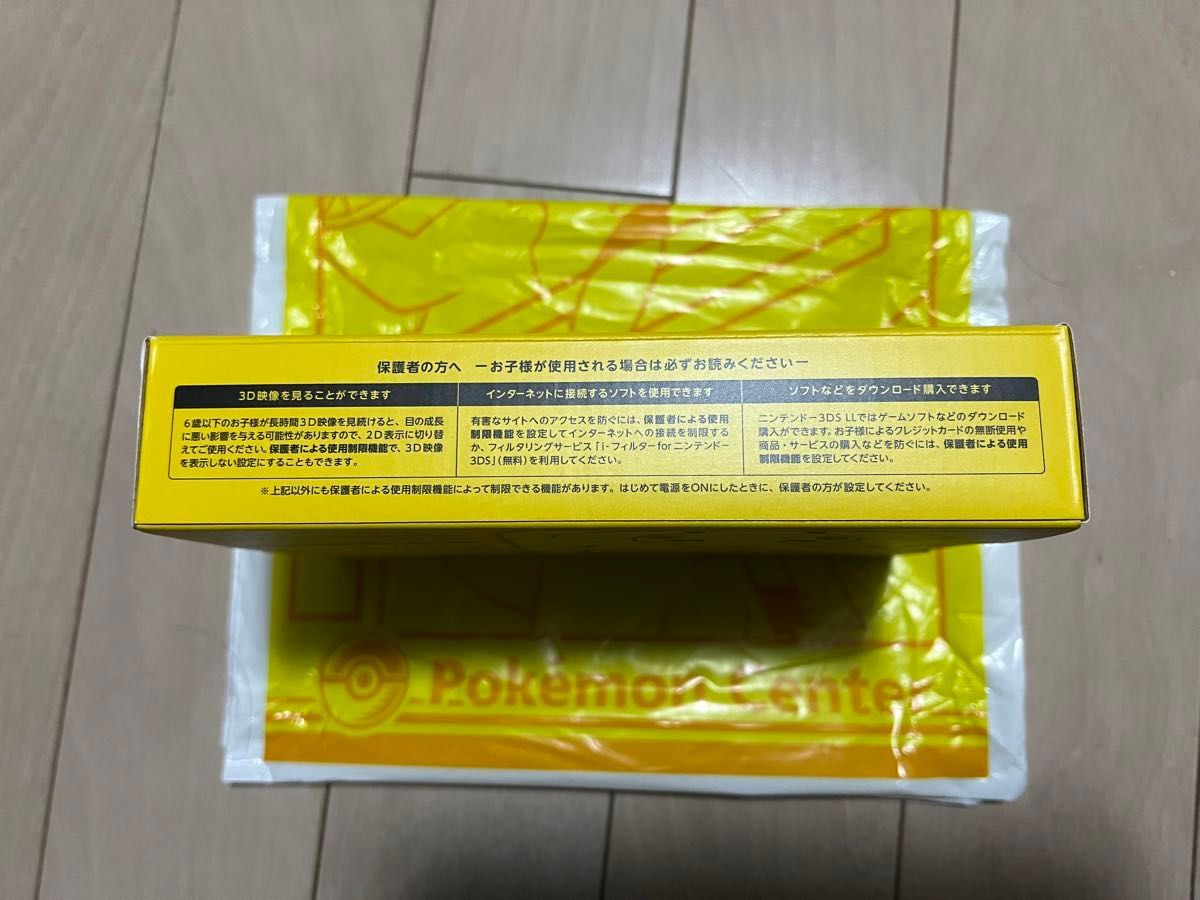 保護者の方へ ーお子様が使用される場合は必ずお読みくださいー
3D映像を見ることができます
6歳以下のお子様が長時間3D映像を見続けると、目の成長
に悪い影響を与える可能性がありますので、2D表示に切り替
えてご使用ください。保護者による使用制限機能で、3D映像
を表示しない設定にすることもできます。
インターネットに接続するソフトを使用できます
有害なサイトへのアクセスを防ぐには、保護者による使用
制限機能を設定してインターネットへの接続を制限する
か、フィルタリングサービス「i-フィルター for ニンテンドー
3DS」（無料）を利用してください。
ソフトなどをダウンロード購入できます
ニンテンドー3DS LLではゲームソフトなどのダウンロード
購入ができます。お子様によるクレジットカードの無断使用や
商品・サービスの購入などを防ぐには、保護者による使用
制限機能を設定してください。
※上記以外にも保護者による使用制限機能によって制限できる機能があります。はじめて電源をONにしたときに、保護者の方が設定してください。
Pokémon Center